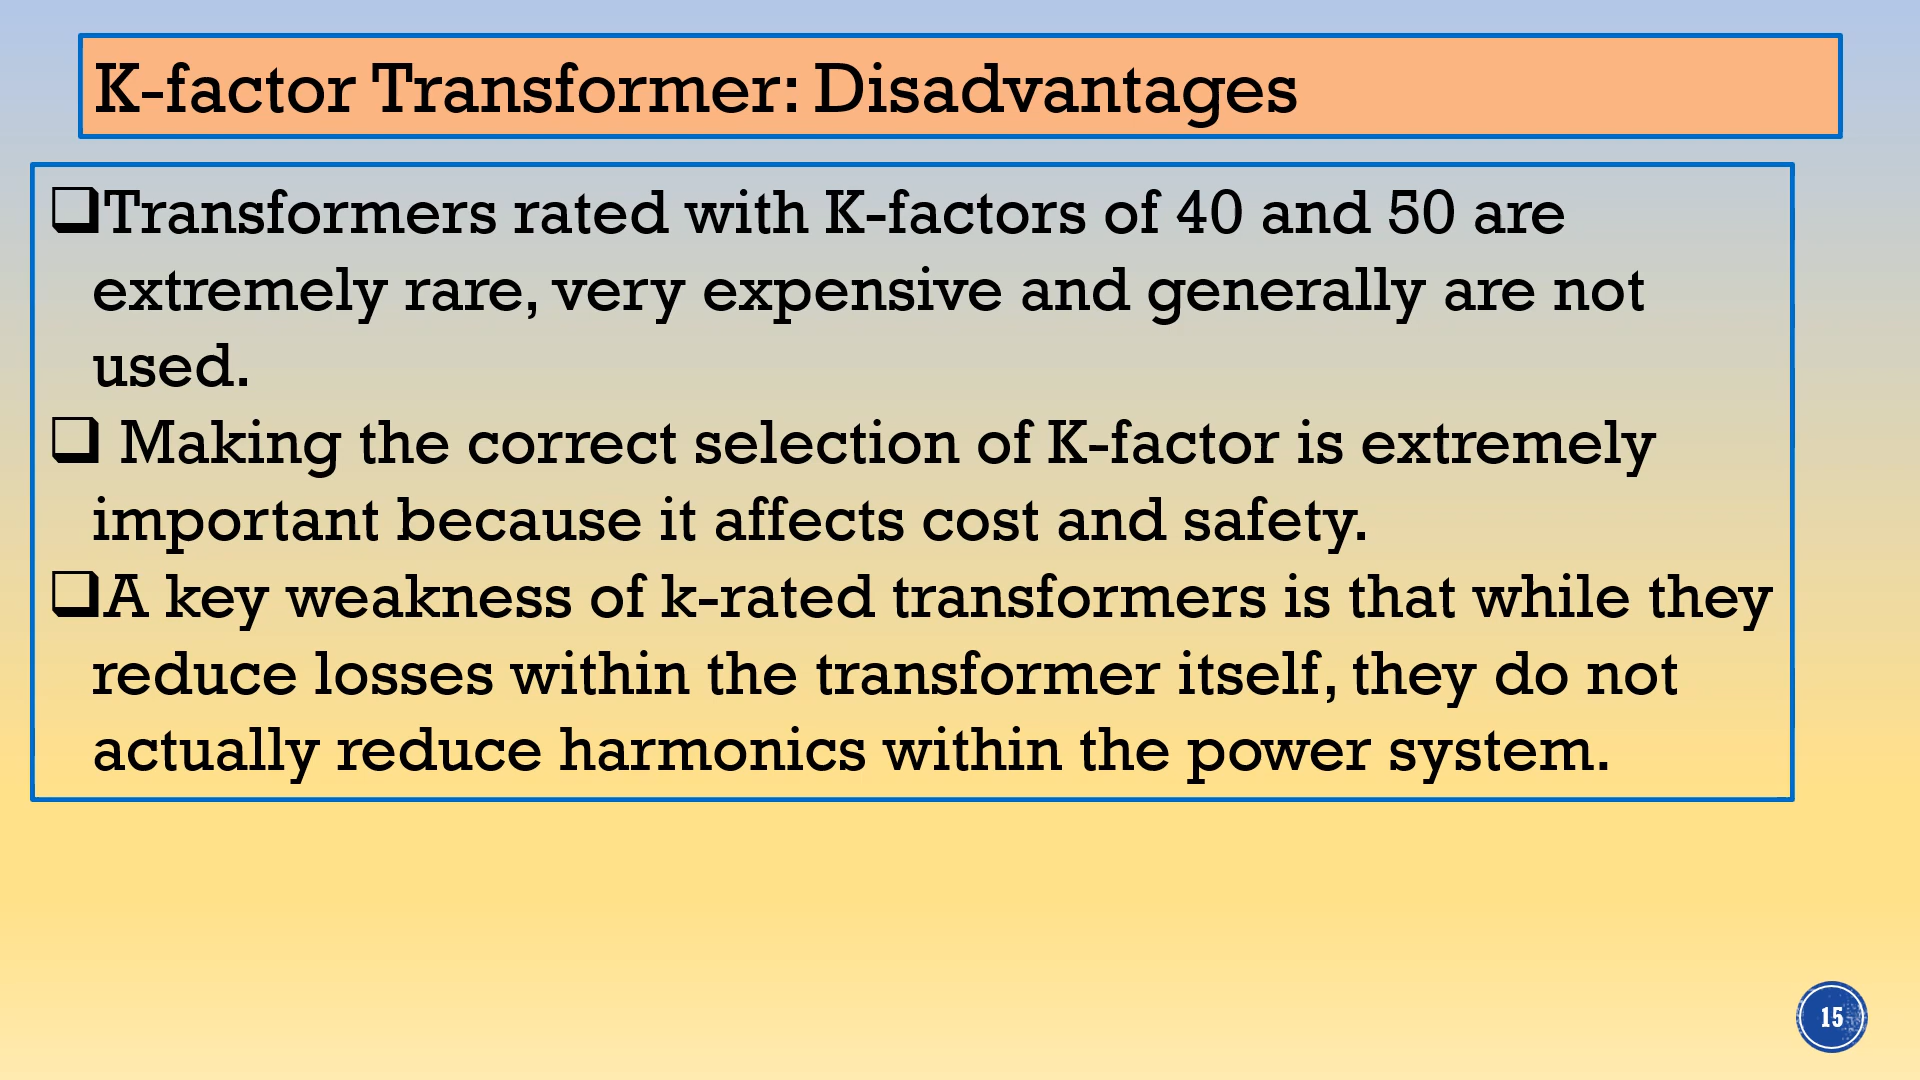 K-factor Transformer: Disadvantages
❑Transformers rated with K-factors of 40 and 50 are
extremely rare, very expensive and generally are not
used.
❑ Making the correct selection of K-factor is extremely
important because it affects cost and safety.
❑A key weakness of k-rated transformers is that while they
reduce losses within the transformer itself, they do not
actually reduce harmonics within the power system.
15